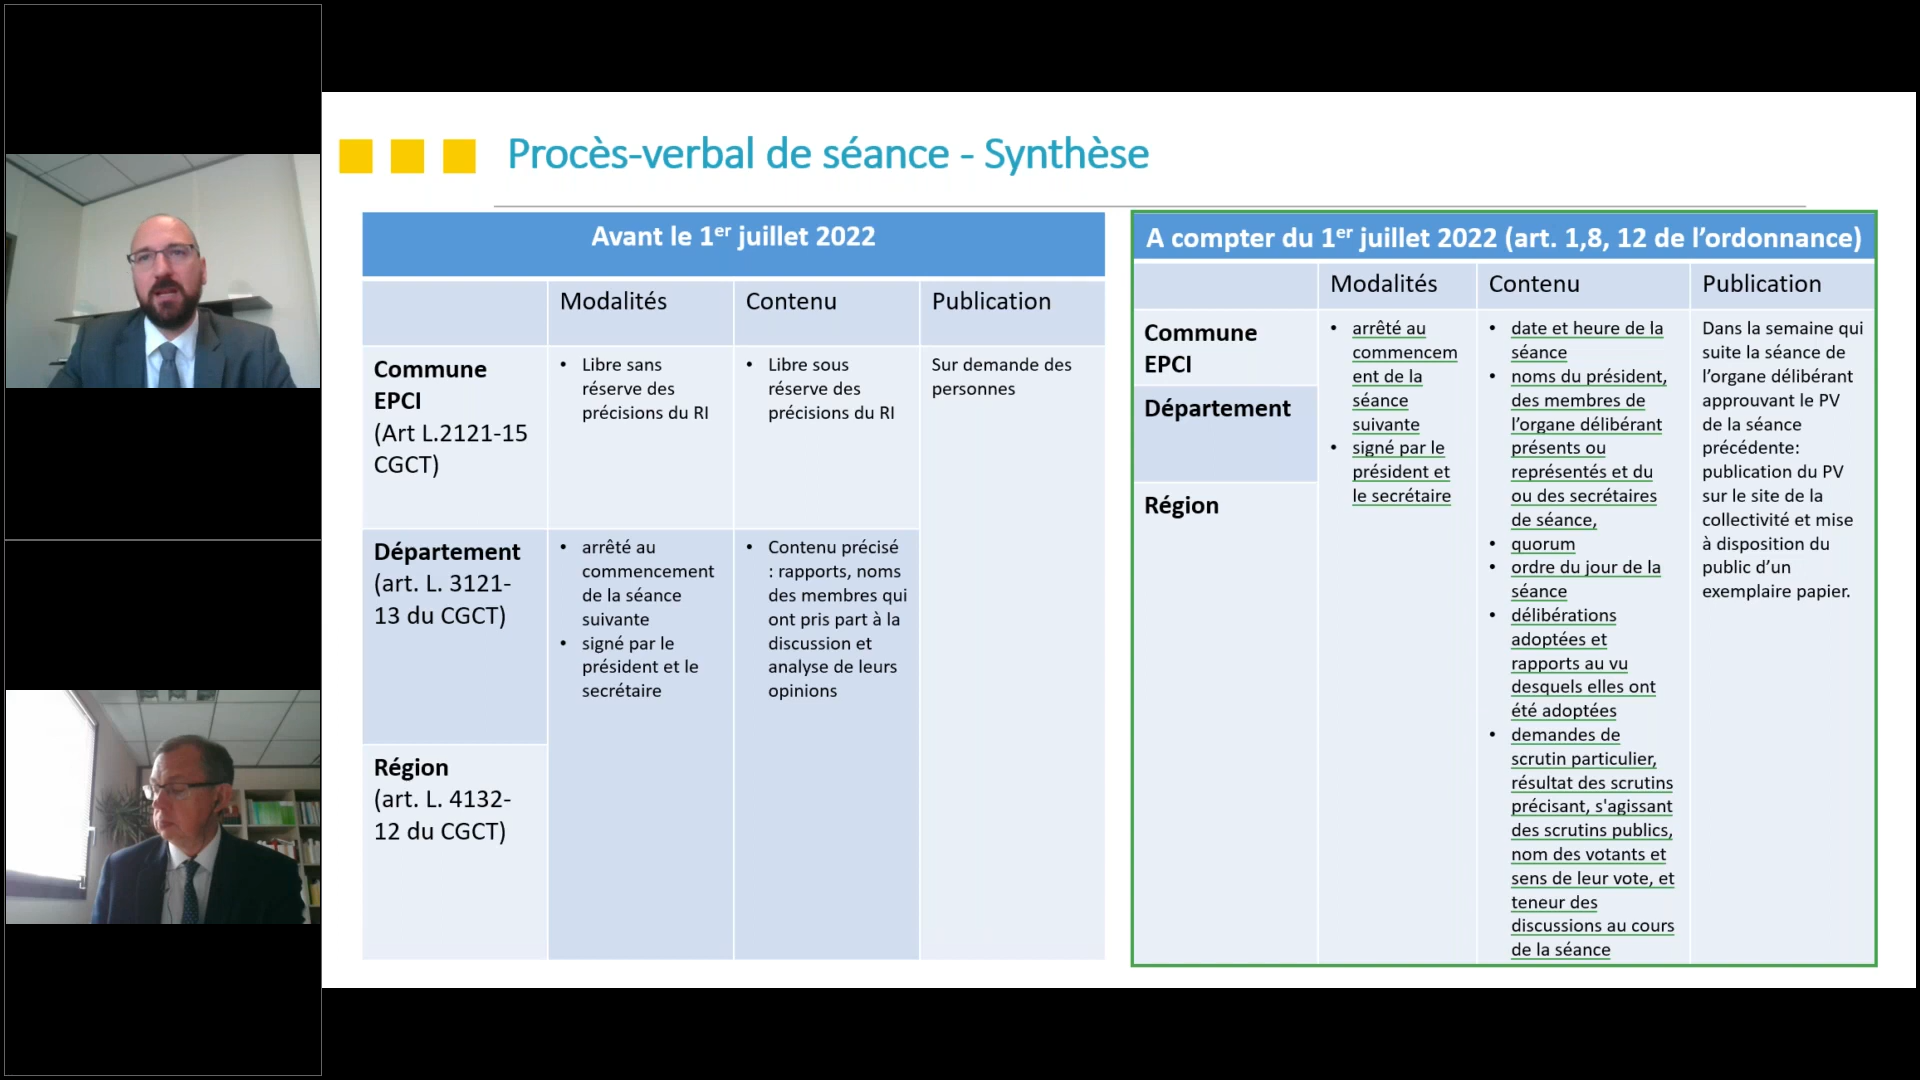 Procès-verbal de séance - Synthèse
Avant le 1er juillet 2022
Modalités
Contenu
Publication
Commune
EPCI
(Art L.2121-15
CGCT)
• Libre sans
réserve des
précisions du RI
• Libre sous
réserve des
précisions du RI
Sur demande des
personnes
Département
(art. L. 3121-
13 du CGCT)
• arrêté au
commencement
de la séance
suivante
• signé par le
président et le
secrétaire
• Contenu précisé
: rapports, noms
des membres qui
ont pris part à la
discussion et
analyse de leurs
opinions
Région
(art. L. 4132-
12 du CGCT)
A compter du 1er juillet 2022 (art. 1,8, 12 de l’ordonnance)
Modalités
Contenu
Publication
Commune
EPCI
Département
Région
• arrêté au
commencem
ent de la
séance
suivante
• signé par le
président et
le secrétaire
• date et heure de la
séance
• noms du président,
des membres de
l’organe délibérant
présents ou
représentés et du
ou des secrétaires
de séance,
• quorum
• ordre du jour de la
séance
• délibérations
adoptées et
rapports au vu
desquels elles ont
été adoptées
• demandes de
scrutin particulier,
résultat des scrutins
précisant, s'agissant
des scrutins publics,
nom des votants et
sens de leur vote, et
teneur des
discussions au cours
de la séance
Dans la semaine qui
suite la séance de
l’organe délibérant
approuvant le PV
de la séance
précédente:
publication du PV
sur le site de la
collectivité et mise
à disposition du
public d’un
exemplaire papier.